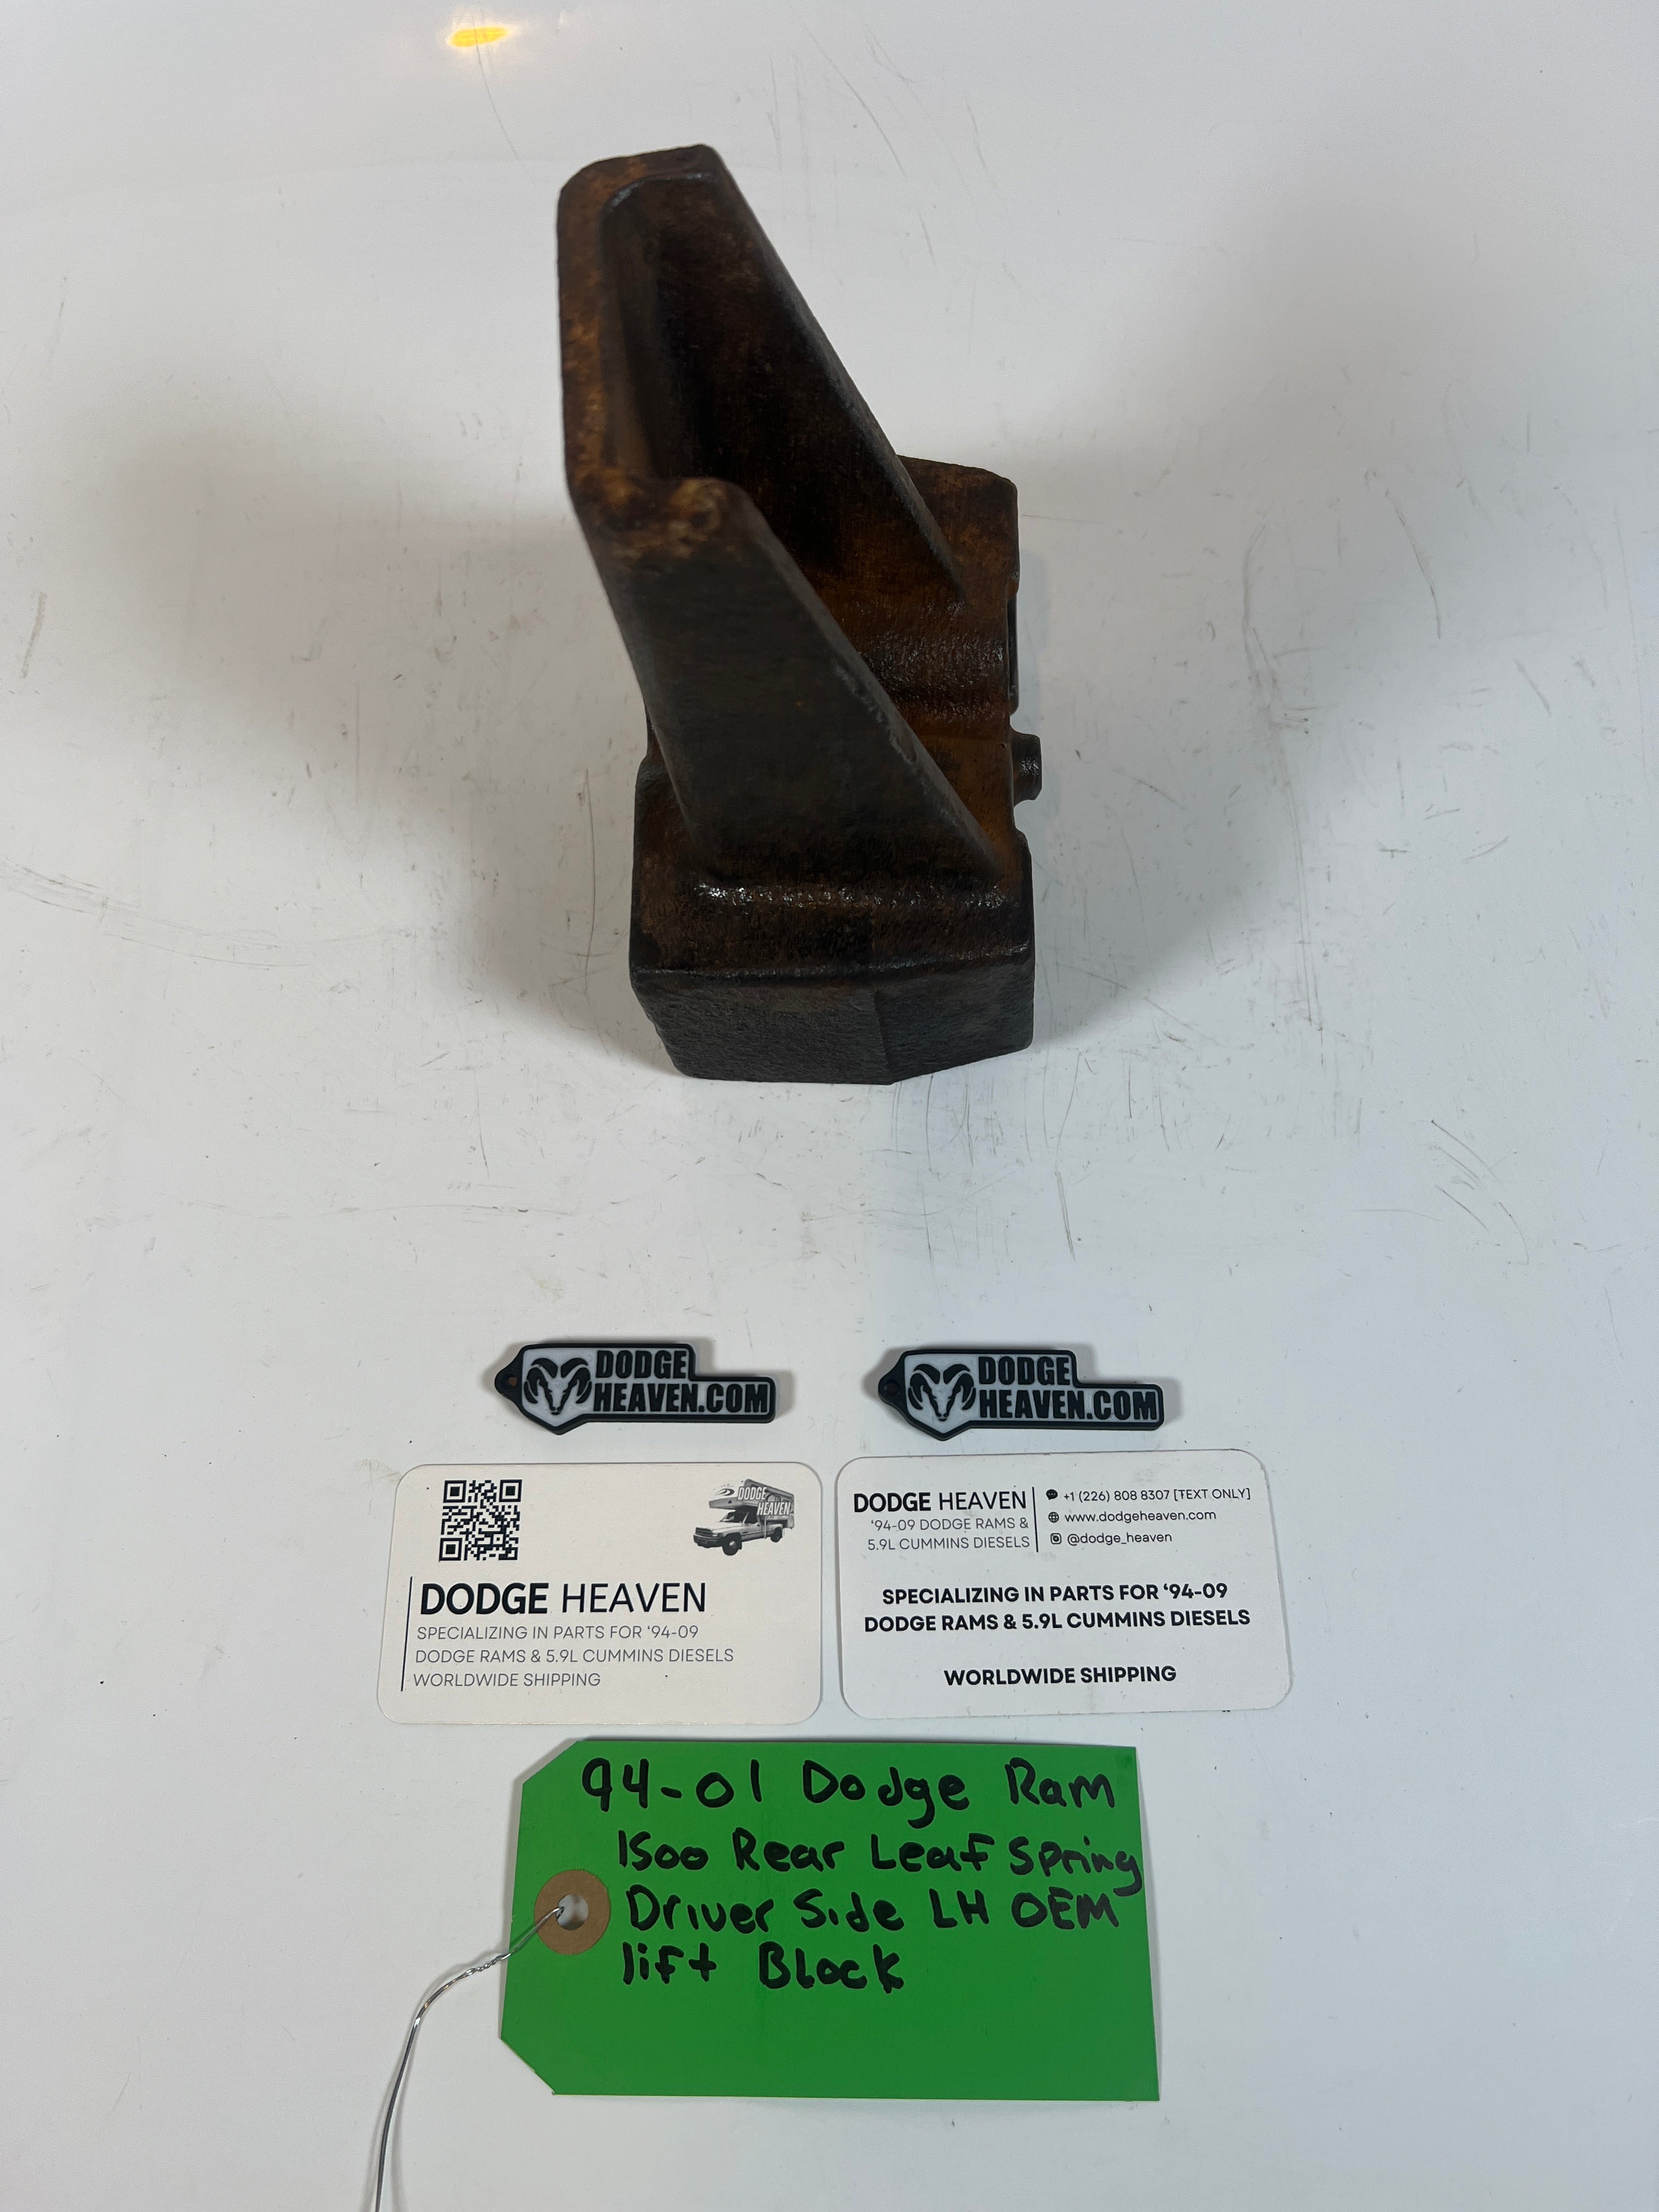 DODGE
HEAVEN.COM
DODGE
HEAVEN.COM
DODGE
HEAVEN
DODGE HEAVEN
SPECIALIZING IN PARTS FOR '94-09
DODGE RAMS & 5.9L CUMMINS DIESELS
WORLDWIDE SHIPPING
DODGE HEAVEN
'94-09 DODGE RAMS &
5.9L CUMMINS DIESELS
+1 (226) 808 8307 [TEXT ONLY]
www.dodgeheaven.com
@dodge_heaven
SPECIALIZING IN PARTS FOR '94-09
DODGE RAMS & 5.9L CUMMINS DIESELS
WORLDWIDE SHIPPING
94-01 Dodge Ram
1500 Rear Leaf Spring
Driver Side LH OEM
lift Block